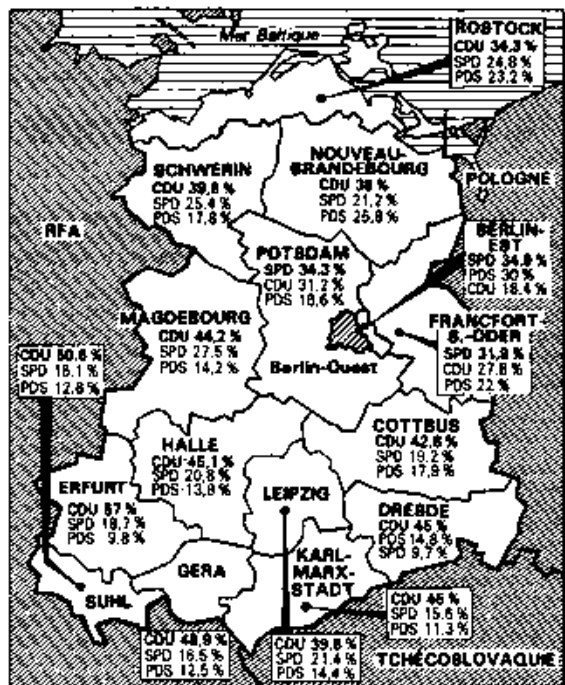 Mer Baltique
ROSTOCK
CDU 34.3 %
SPD 24,8 %
PDS 23.2 %
SCHWERIN
CDU 39,8 %
SPD 25.4 %
PDS 17,8 %
NOUVEAU-
BRANDEBOURG
CDU 36 %
SPD 21,2 %
PDS 25,8 %
POLOGNE
RFA
POTSDAM
SPD 34.3 %
CDU 31.2 %
PDS 16,6 %
BERLIN-
EST
SPD 34.9 %
PDS 30 %
CDU 18.4 %
MAGDEBOURG
CDU 44,2 %
SPD 27.5 %
PDS 14,2 %
Berlin-Ouest
FRANCFORT-
S.-ODER
SPD 31,9 %
CDU 27.8 %
PDS 22 %
CDU 50.6 %
SPD 16.1 %
PDS 12.6 %
HALLE
CDU 45.1 %
SPD 20,8 %
PDS 13,8 %
COTTBUS
CDU 42.8 %
SPD 19.2 %
PDS 17,9 %
ERFURT
CDU 57 %
SPD 18,7 %
PDS 9.8 %
LEIPZIG
DRESDE
CDU 45 %
PDS 14,8 %
SPD 9,7 %
GERA
KARL-
MARX-
STADT
SUHL
CDU 45 %
SPD 15.6 %
PDS 11.3 %
CDU 48,9 %
SPD 16.5 %
PDS 12.5 %
CDU 39.6 %
SPD 21.4 %
PDS 14.4 %
TCHÉCOSLOVAQUIE